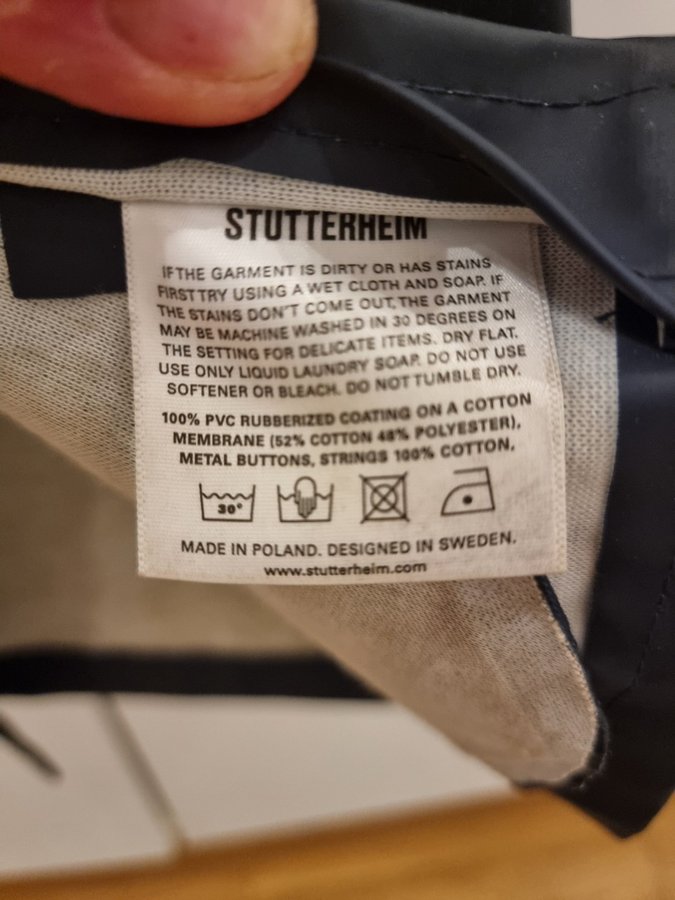 STUTTERHEIM
IF THE GARMENT IS DIRTY OR HAS STAINS
FIRST TRY USING A WET CLOTH AND SOAP. IF
THE STAINS DON'T COME OUT, THE GARMENT
MAY BE MACHINE WASHED IN 30 DEGREES ON
THE SETTING FOR DELICATE ITEMS. DRY FLAT.
USE ONLY LIQUID LAUNDRY SOAP. DO NOT USE
SOFTENER OR BLEACH. DO NOT TUMBLE DRY.
100% PVC RUBBERIZED COATING ON A COTTON
MEMBRANE (52% COTTON 48% POLYESTER),
METAL BUTTONS, STRINGS 100% COTTON.
30°
MADE IN POLAND. DESIGNED IN SWEDEN.
www.stutterheim.com